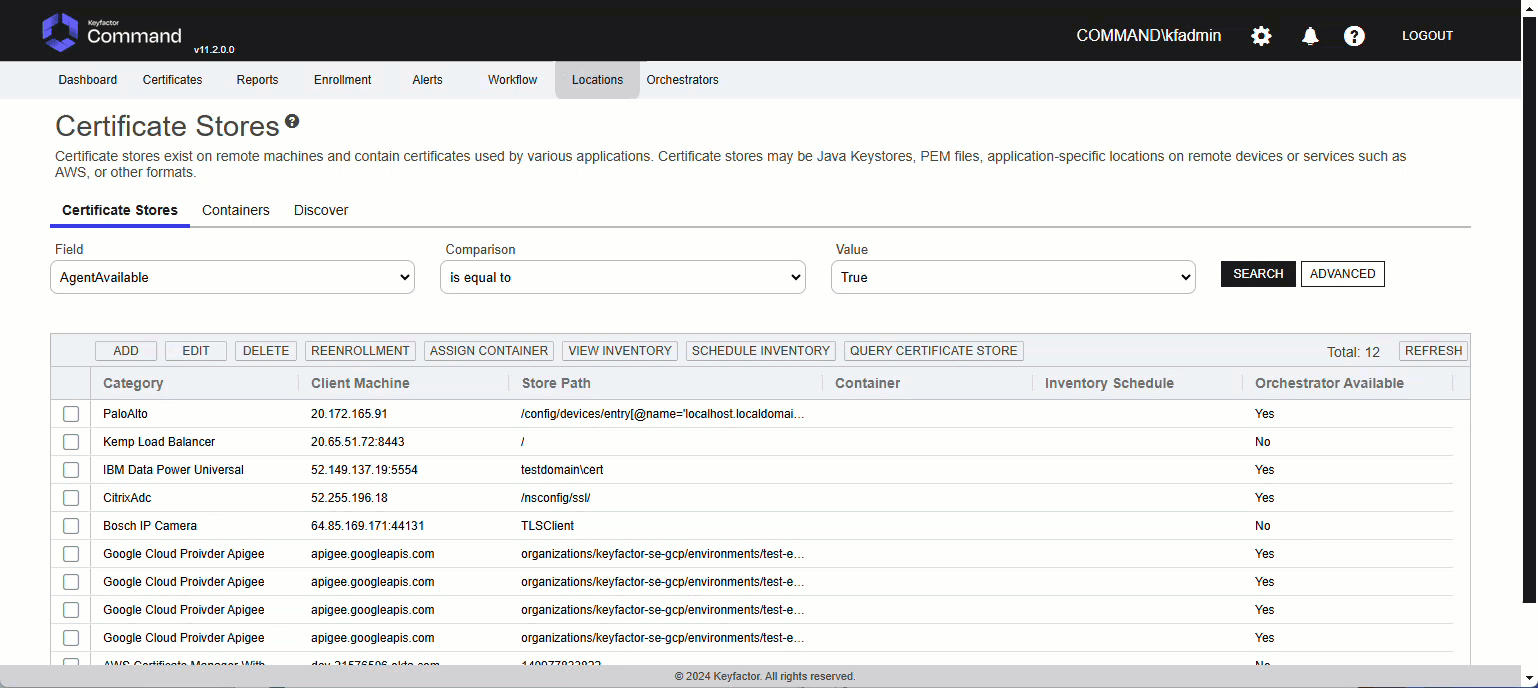 Keyfactor
Command
v11.2.0.0
COMMAND\kfadmin
?
LOGOUT
Dashboard Certificates Reports Enrollment Alerts Workflow Locations Orchestrators
Certificate Stores ?
Certificate stores exist on remote machines and contain certificates used by various applications. Certificate stores may be Java Keystores, PEM files, application-specific locations on remote devices or services such as
AWS, or other formats.
Certificate Stores Containers Discover
Field Comparison Value
AgentAvailable is equal to True SEARCH ADVANCED
ADD EDIT DELETE REENROLLMENT ASSIGN CONTAINER VIEW INVENTORY SCHEDULE INVENTORY QUERY CERTIFICATE STORE Total: 12 REFRESH
Category Client Machine Store Path Container Inventory Schedule Orchestrator Available
PaloAlto 20.172.165.91 /config/devices/entry[@name='localhost.localdomai... Yes
Kemp Load Balancer 20.65.51.72:8443 / No
IBM Data Power Universal 52.149.137.19:5554 testdomain\cert Yes
CitrixAdc 52.255.196.18 /nsconfig/ssl/ Yes
Bosch IP Camera 64.85.169.171:44131 TLSClient No
Google Cloud Proivder Apigee apigee.googleapis.com organizations/keyfactor-se-gcp/environments/test-e... Yes
Google Cloud Proivder Apigee apigee.googleapis.com organizations/keyfactor-se-gcp/environments/test-e... Yes
Google Cloud Proivder Apigee apigee.googleapis.com organizations/keyfactor-se-gcp/environments/test-e... Yes
Google Cloud Proivder Apigee apigee.googleapis.com organizations/keyfactor-se-gcp/environments/test-e... Yes
AWS Certificate Manager With No
© 2024 Keyfactor. All rights reserved.